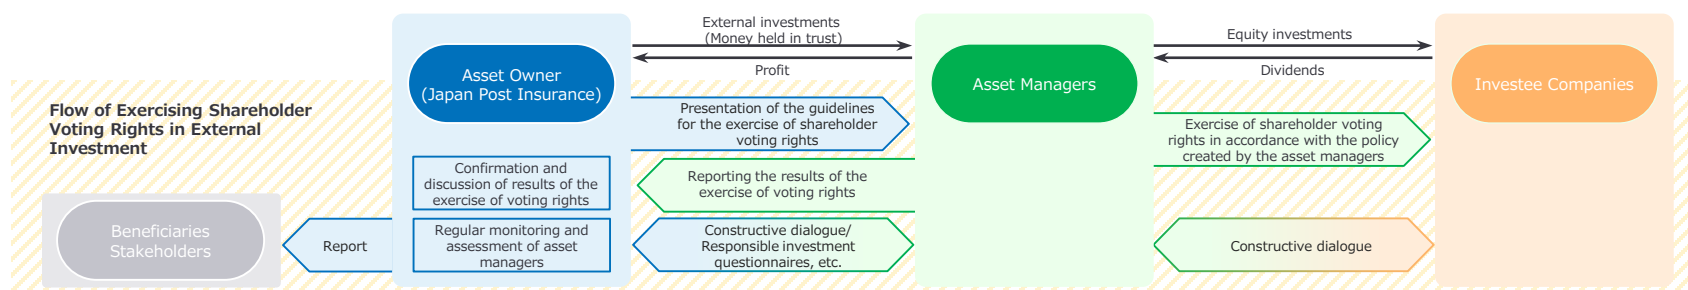 Flow of Exercising Shareholder
Voting Rights in External
Investment
Beneficiaries
Stakeholders
Report
Asset Owner
(Japan Post Insurance)
Confirmation and
discussion of results of the
exercise of voting rights
Regular monitoring and
assessment of asset
managers
External investments
(Money held in trust)
Profit
Presentation of the guidelines
for the exercise of shareholder
voting rights
Reporting the results of the
exercise of voting rights
Constructive dialogue/
Responsible investment
questionnaires, etc.
Asset Managers
Equity investments
Dividends
Exercise of shareholder voting
rights in accordance with the policy
created by the asset managers
Constructive dialogue
Investee Companies